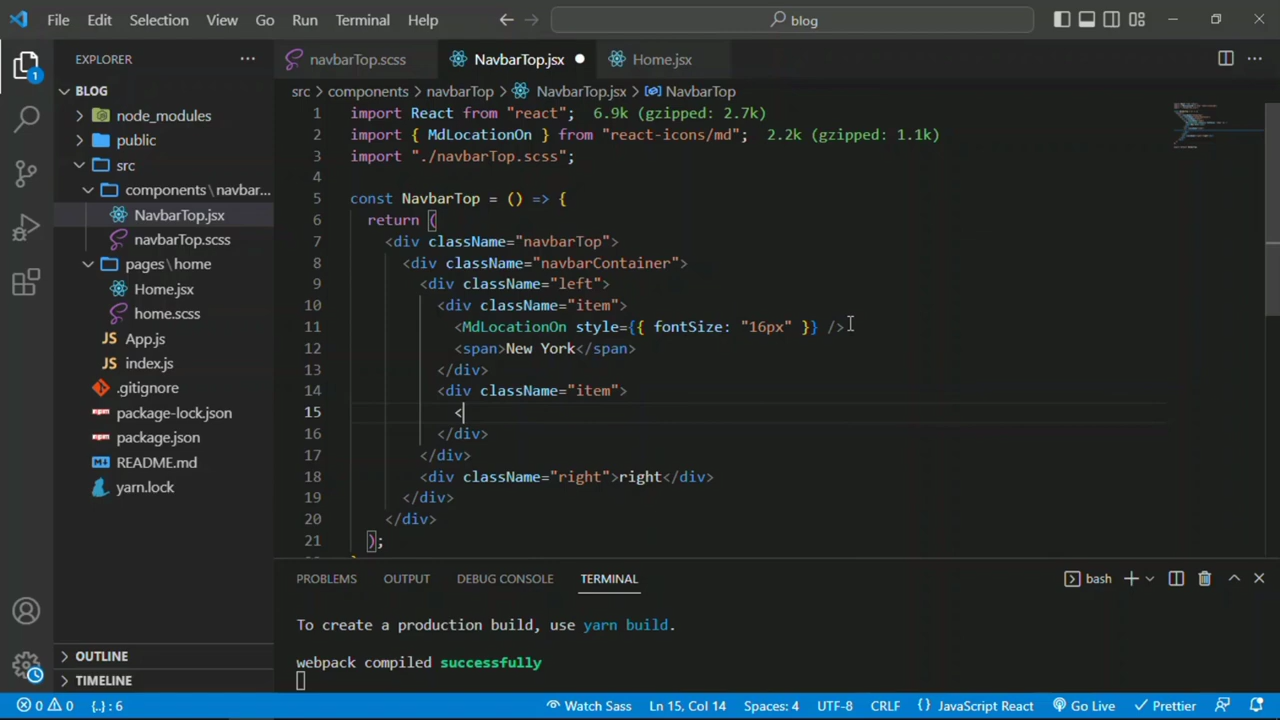 File Edit Selection View Go Run Terminal Help blog
EXPLORER
BLOG
node_modules
public
src
components\navbar...
NavbarTop.jsx
navbarTop.scss
pages\home
Home.jsx
home.scss
App.js
index.js
.gitignore
package-lock.json
package.json
README.md
yarn.lock
OUTLINE
TIMELINE
1
navbarTop.scss NavbarTop.jsx Home.jsx
src components navbarTop NavbarTop.jsx NavbarTop
1 import React from "react"; 6.9k (gzipped: 2.7k)
2 import { MdLocationOn } from "react-icons/md"; 2.2k (gzipped: 1.1k)
3 import "./navbarTop.scss";
4
5 const NavbarTop = () => {
6 return (
7 <div className="navbarTop">
8 <div className="navbarContainer">
9 <div className="left">
10 <div className="item">
11 <MdLocationOn style={{ fontSize: "16px" }} />
12 <span>New York</span>
13 </div>
14 <div className="item">
15 <
16 </div>
17 </div>
18 <div className="right">right</div>
19 </div>
20 </div>
21 );
PROBLEMS OUTPUT DEBUG CONSOLE TERMINAL bash
To create a production build, use yarn build.
webpack compiled successfully
0 0 {..} : 6 Watch Sass Ln 15, Col 14 Spaces: 4 UTF-8 CRLF {} JavaScript React Go Live Prettier